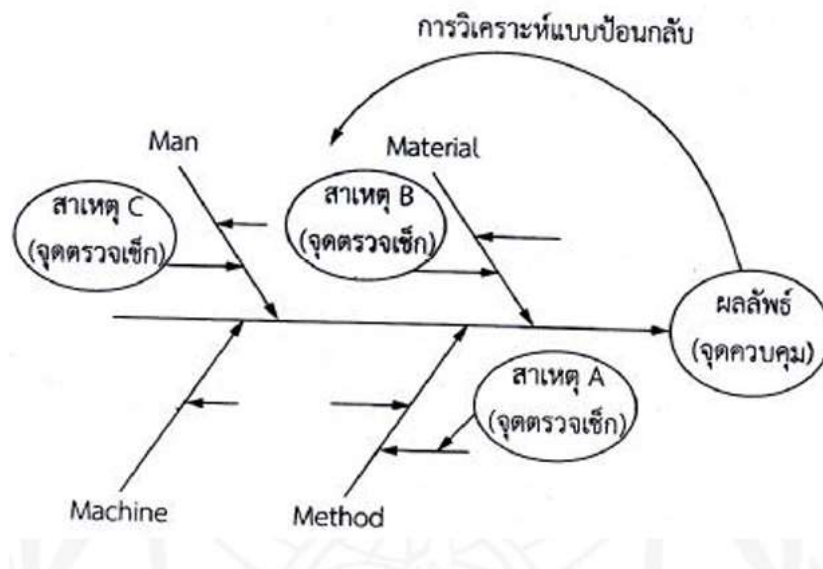 การวิเคราะห์แบบป้อนกลับ
Man
Material
สาเหตุ C
(จุดตรวจเช็ก)
สาเหตุ B
(จุดตรวจเช็ก)
ผลลัพธ์
(จุดควบคุม)
สาเหตุ A
(จุดตรวจเช็ก)
Machine
Method